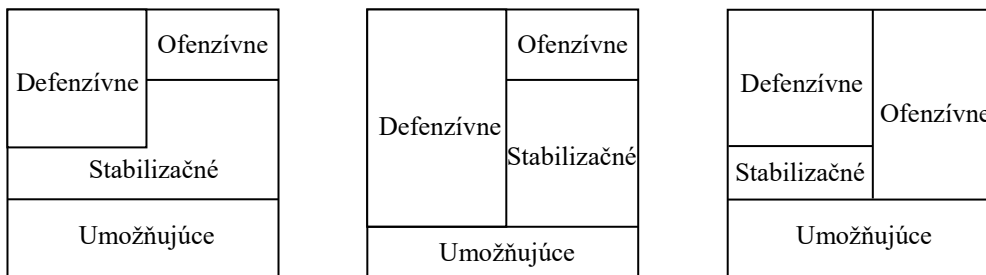 Ofenzívne
Defenzívne
Stabilizačné
Umožňujúce
Ofenzívne
Defenzívne
Stabilizačné
Umožňujúce
Defenzívne
Ofenzívne
Stabilizačné
Umožňujúce